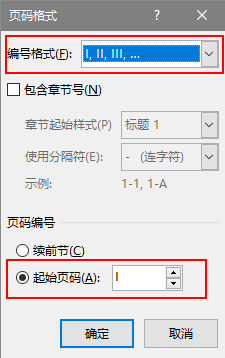 页码格式
编号格式(F): I, II, III, ...
包含章节号(N)
章节起始样式(P) 标题 1
使用分隔符(E): - (连字符)
示例: 1-1, 1-A
页码编号
续前节(C)
起始页码(A): I
确定 取消